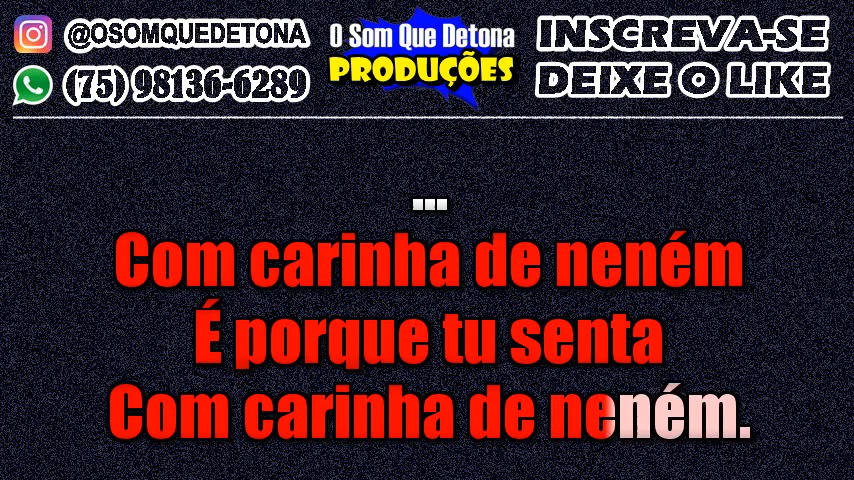 @OSOMQUEDETONA
(75) 98136-6289
O Som Que Detona
PRODUÇÕES
INSCREVA-SE
DEIXE O LIKE
...
Com carinha de neném
É porque tu senta
Com carinha de neném.